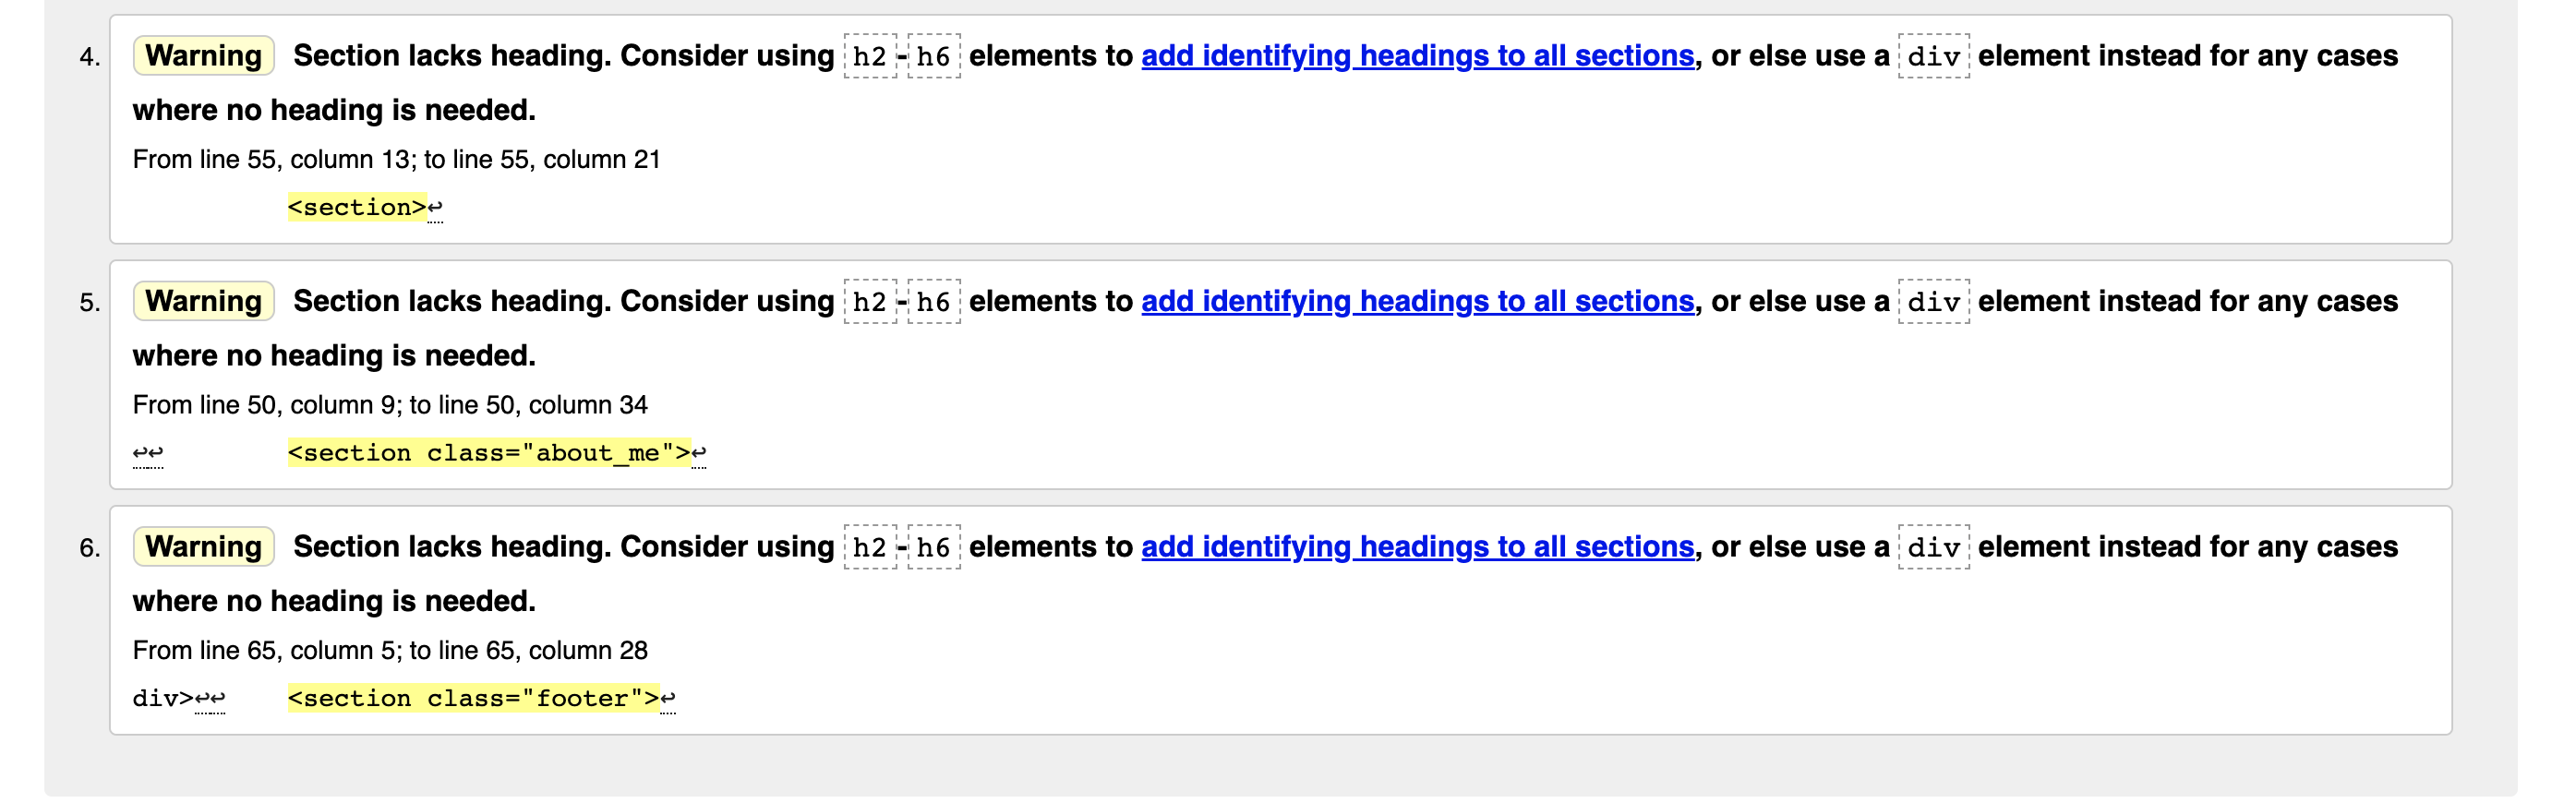 4. Warning Section lacks heading. Consider using h2-h6 elements to add identifying headings to all sections, or else use a div element instead for any cases
where no heading is needed.
From line 55, column 13; to line 55, column 21
<section>↩
5. Warning Section lacks heading. Consider using h2-h6 elements to add identifying headings to all sections, or else use a div element instead for any cases
where no heading is needed.
From line 50, column 9; to line 50, column 34
↩↩        <section class="about_me">↩
6. Warning Section lacks heading. Consider using h2-h6 elements to add identifying headings to all sections, or else use a div element instead for any cases
where no heading is needed.
From line 65, column 5; to line 65, column 28
div>↩↩    <section class="footer">↩